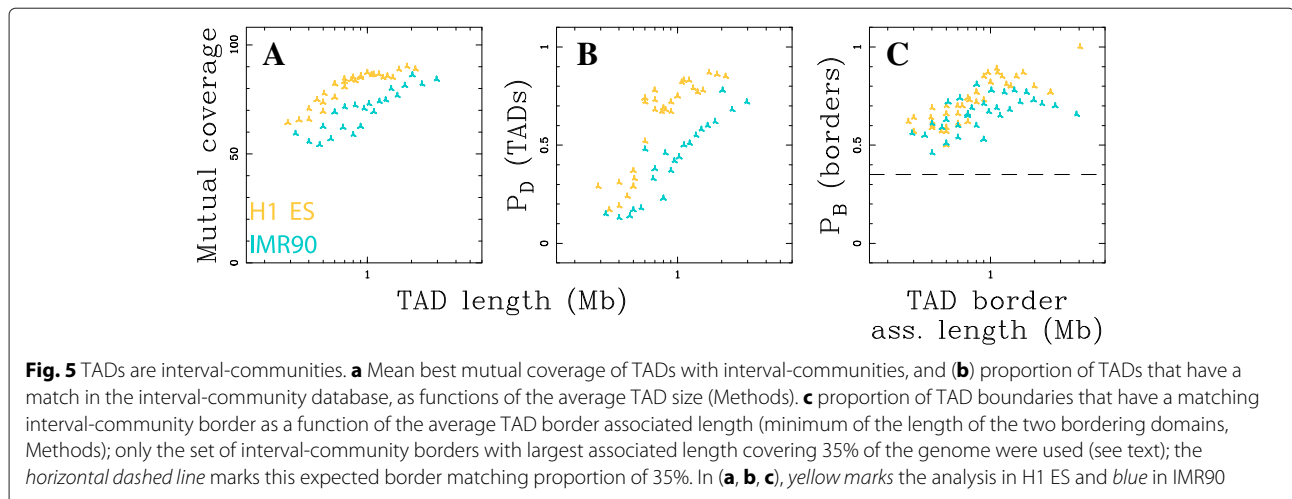 A
B
C
Mutual coverage
0
50
100
H1 ES
IMR90
1
P_D (TADs)
0
0.5
1
1
TAD length (Mb)
P_B (borders)
0
0.5
1
1
TAD border
ass. length (Mb)
Fig. 5 TADs are interval-communities. a Mean best mutual coverage of TADs with interval-communities, and (b) proportion of TADs that have a
match in the interval-community database, as functions of the average TAD size (Methods). c proportion of TAD boundaries that have a matching
interval-community border as a function of the average TAD border associated length (minimum of the length of the two bordering domains,
Methods); only the set of interval-community borders with largest associated length covering 35% of the genome were used (see text); the
horizontal dashed line marks this expected border matching proportion of 35%. In (a, b, c), yellow marks the analysis in H1 ES and blue in IMR90